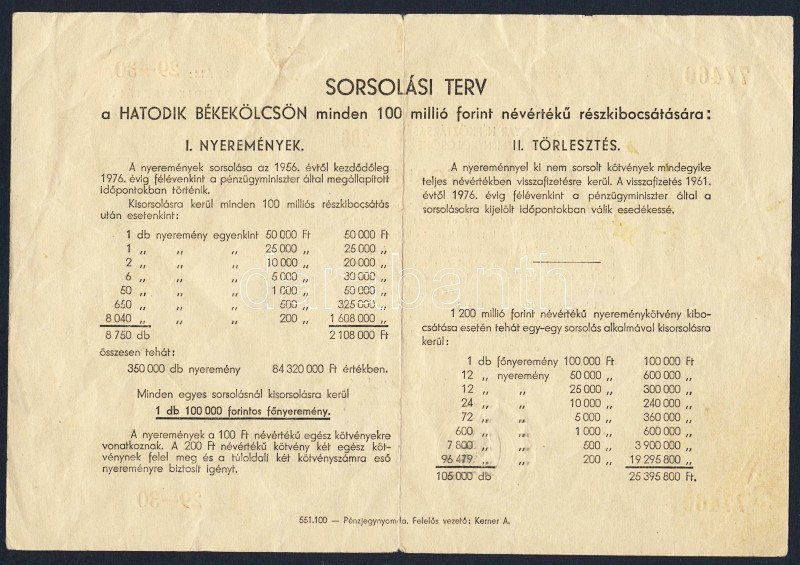 SORSOLÁSI TERV
a HATODIK BÉKEKÖLCSÖN minden 100 millió forint névértékű részkibocsátására:
I. NYEREMÉNYEK.
A nyeremények sorsolása az 1956. évtől kezdődőleg
1976. évig félévenkint a pénzügyminiszter által megállapított
időpontokban történik.
Kisorsolásra kerül minden 100 milliós részkibocsátás
után esetenkint:
1 db nyeremény egyenkint 50 000 Ft 50 000 Ft
1 „ „ „ 25 000 „ 25 000 „
2 „ „ „ 10 000 „ 20 000 „
6 „ „ „ 5 000 „ 30 000 „
50 „ „ „ 1 000 „ 50 000 „
650 „ „ „ 500 „ 325 000 „
8 040 „ „ „ 200 „ 1 608 000 „
8 750 db 2 108 000 Ft
összesen tehát:
350 000 db nyeremény 84 320 000 Ft értékben.
Minden egyes sorsolásnál kisorsolásra kerül
1 db 100 000 forintos főnyeremény.
A nyeremények a 100 Ft névértékű egész kötvényekre
vonatkoznak. A 200 Ft névértékű kötvény két egész köt-
vénynek felel meg és a túloldali két kötvényszámra eső
nyereményre biztosit igényt.
II. TÖRLESZTÉS.
A nyereménnyel ki nem sorsolt kötvények mindegyike
teljes névértékben visszafizetésre kerül. A visszafizetés 1961.
évtől 1976. évig félévenkint a pénzügyminiszter által a
sorsolásokra kijelölt időpontokban válik esedékessé.
1 200 millió forint névértékű nyereménykötvény kibo-
csátása esetén tehát egy-egy sorsolás alkalmával kisorsolásra
kerül:
1 db főnyeremény 100 000 Ft 100 000 Ft
12 „ nyeremény 50 000 „ 600 000 „
12 „ „ 25 000 „ 300 000 „
24 „ „ 10 000 „ 240 000 „
72 „ „ 5 000 „ 360 000 „
600 „ „ 1 000 „ 600 000 „
7 800 „ „ 500 „ 3 900 000 „
96 479 „ „ 200 „ 19 295 800 „
105 000 db 25 395 800 Ft.
551.100 — Pénzjegynyomda. Felelős vezető: Kerner A.
darabanth